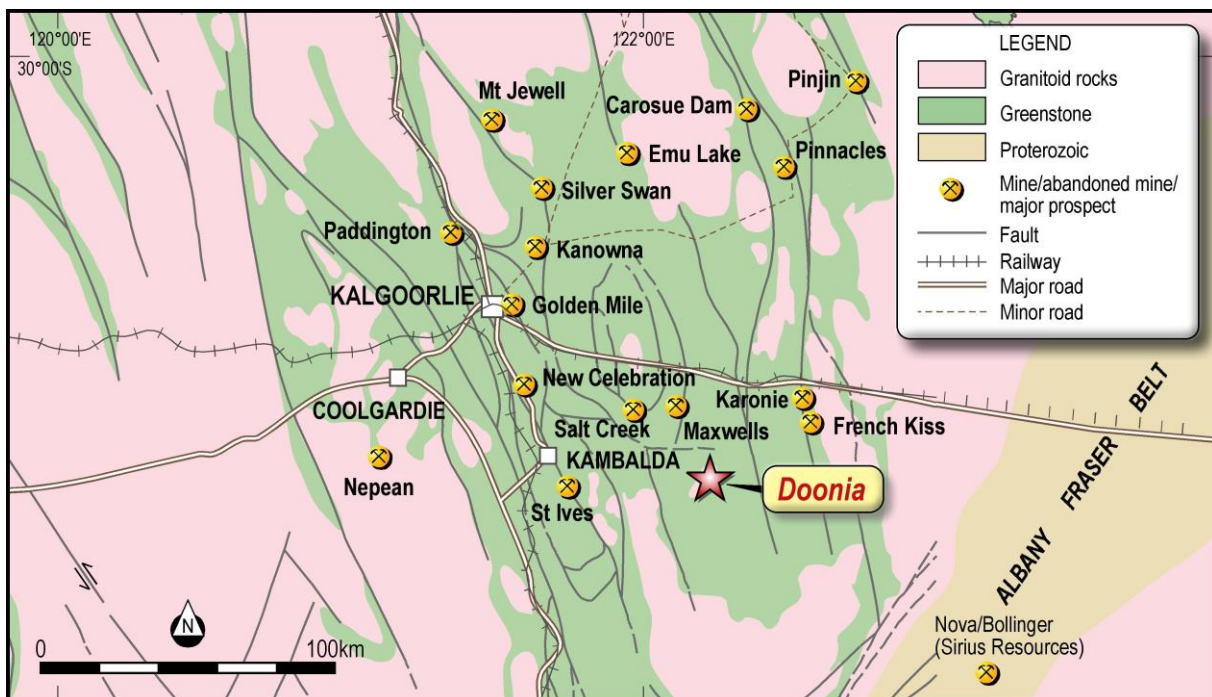 120°00'E
30°00'S
122°00'E
LEGEND
Granitoid rocks
Greenstone
Proterozoic
Mine/abandoned mine/
major prospect
Fault
Railway
Major road
Minor road
Mt Jewell
Carosue Dam
Pinjin
Emu Lake
Pinnacles
Silver Swan
Paddington
Kanowna
KALGOORLIE
Golden Mile
New Celebration
COOLGARDIE
Salt Creek
Maxwells
Karonie
French Kiss
KAMBALDA
Nepean
St Ives
Doonia
ALBANY FRASER BELT
Nova/Bollinger
(Sirius Resources)
N
0
100km